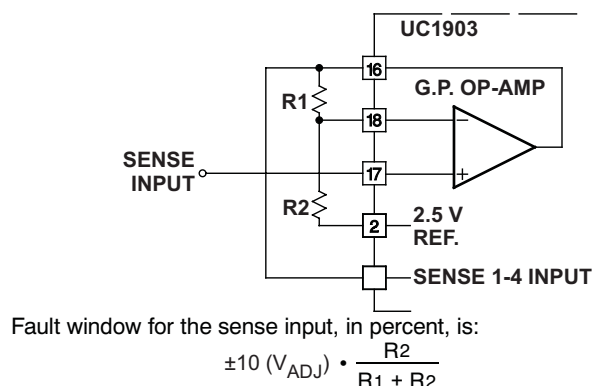 UC1903
16
G.P. OP-AMP
R1
18
−
SENSE
INPUT
17
+
R2
2.5 V
2
REF.
SENSE 1-4 INPUT
Fault window for the sense input, in percent, is:
±10 (VADJ) • R2
R1 + R2